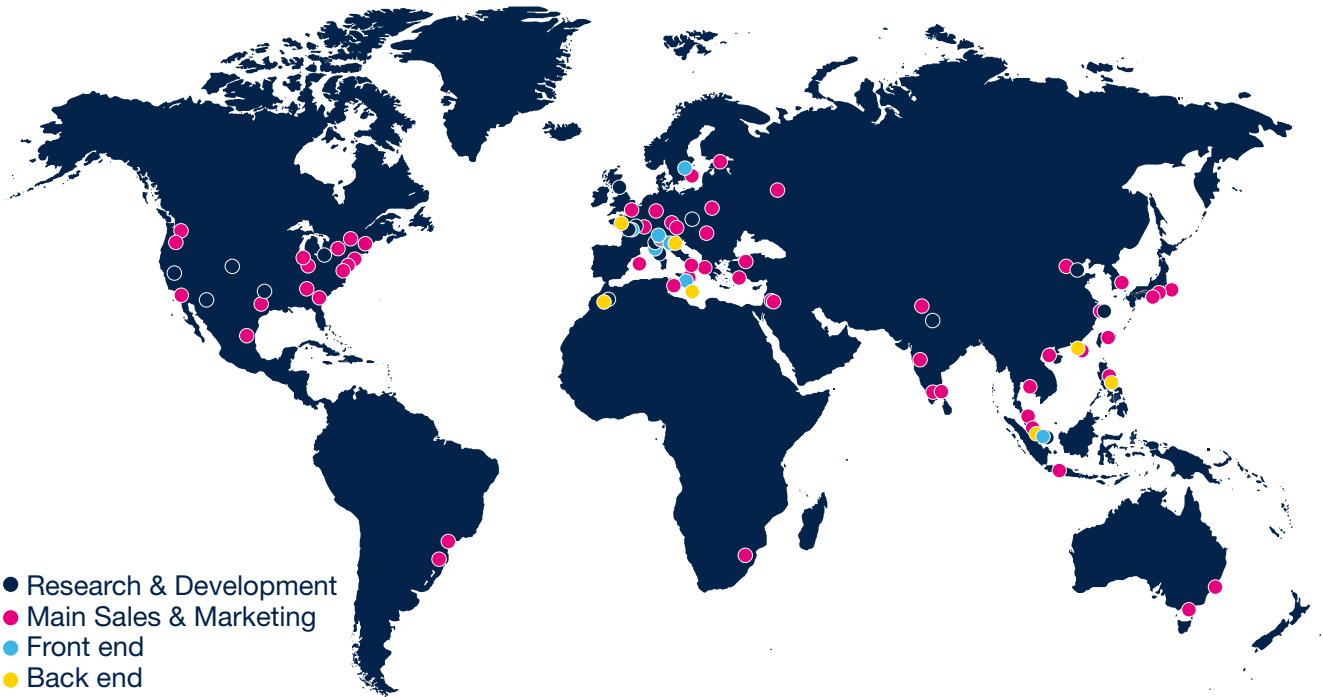 Research & Development
Main Sales & Marketing
Front end
Back end